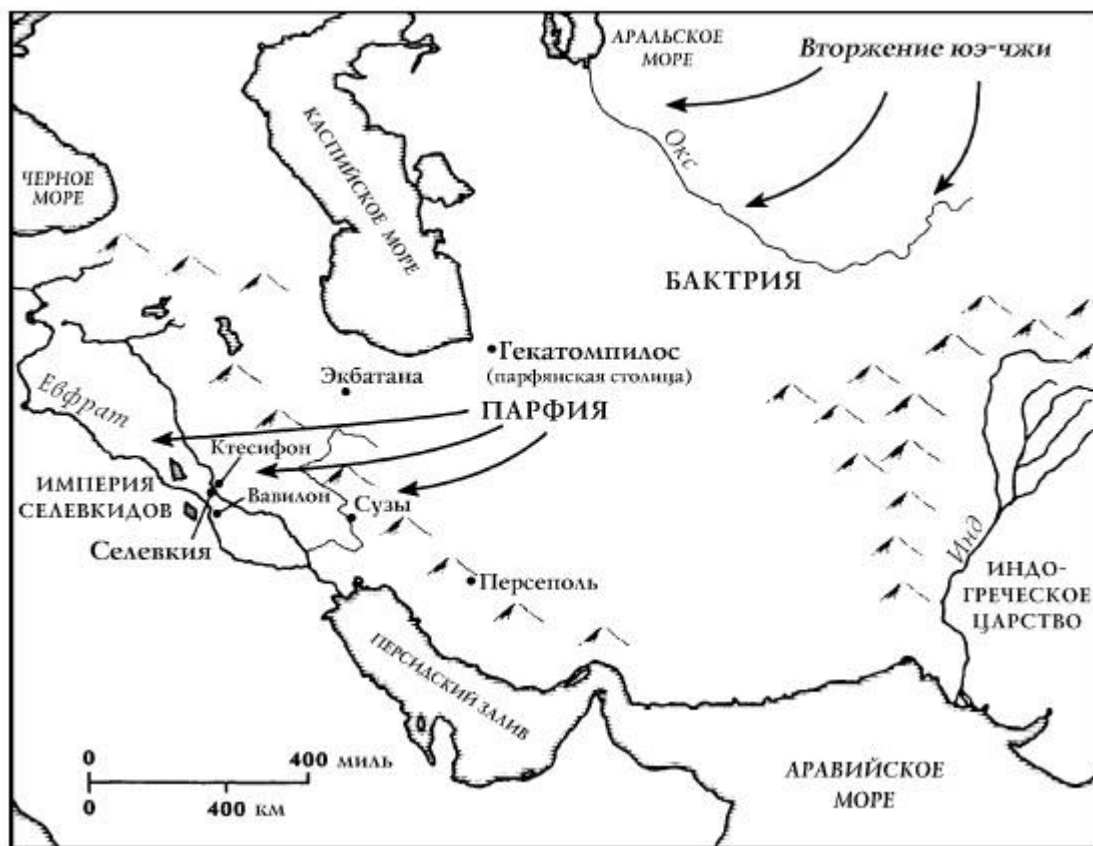 АРАЛЬСКОЕ
МОРЕ
Вторжение юэ-чжи
КАСПИЙСКОЕ МОРЕ
Окс
ЧЕРНОЕ
МОРЕ
БАКТРИЯ
Гекатомпилос
(парфянская столица)
Экбатана
ПАРФИЯ
Евфрат
Ктесифон
ИМПЕРИЯ
СЕЛЕВКИДОВ
Вавилон
Сузы
Селевкия
Инд
Персеполь
ИНДО-
ГРЕЧЕСКОЕ
ЦАРСТВО
ПЕРСИДСКИЙ ЗАЛИВ
0 400 миль
0 400 км
АРАВИЙСКОЕ
МОРЕ